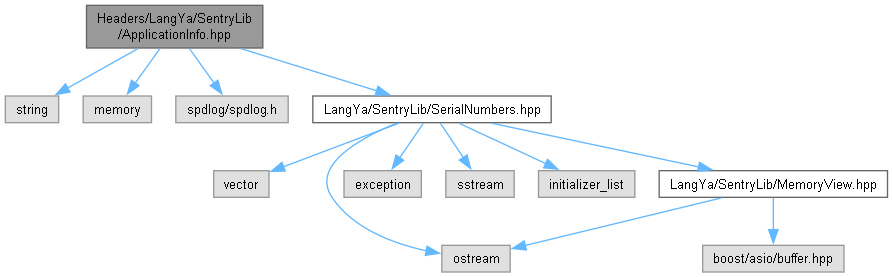 Headers/LangYa/SentryLib
/ApplicationInfo.hpp
string
memory
spdlog/spdlog.h
LangYa/SentryLib/SerialNumbers.hpp
vector
exception
sstream
initializer_list
LangYa/SentryLib/MemoryView.hpp
ostream
boost/asio/buffer.hpp